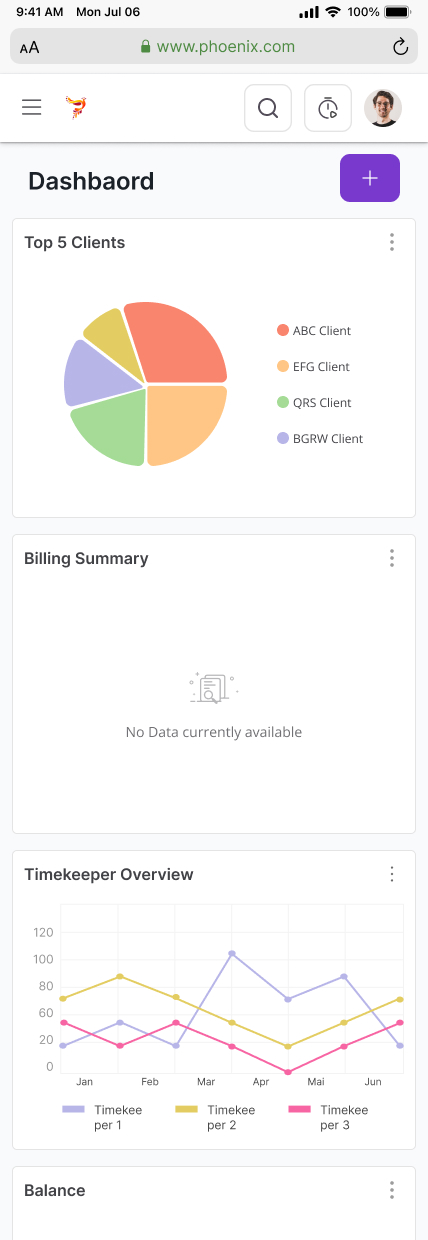 9:41 AM Mon Jul 06 100%
AA www.phoenix.com
Dashbaord
Top 5 Clients
ABC Client
EFG Client
QRS Client
BGRW Client
Billing Summary
No Data currently available
Timekeeper Overview
120
100
80
60
20
0
Jan Feb Mar Apr Mai Jun
Timekee Timekee Timekee
per 1 per 2 per 3
Balance